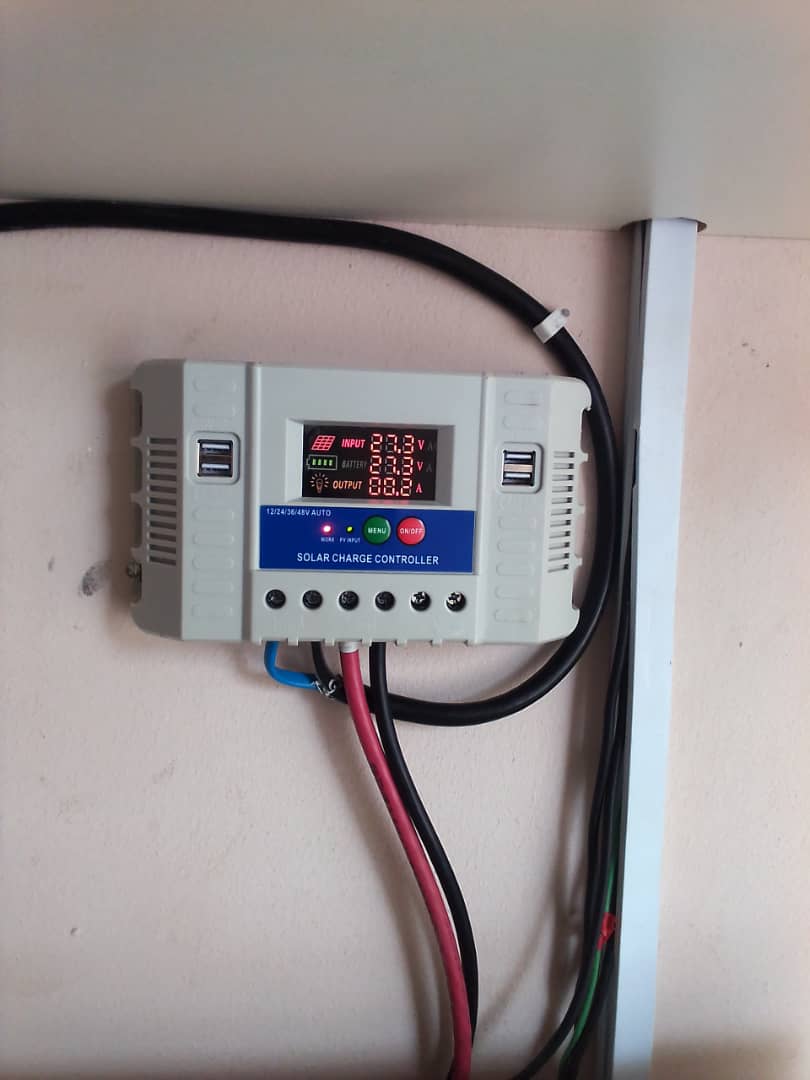 INPUT 27.3 V A
BATTERY 27.3 V A
OUTPUT 00.2 A
12/24/36/48V AUTO
WORK PV INPUT MENU ON/OFF
SOLAR CHARGE CONTROLLER